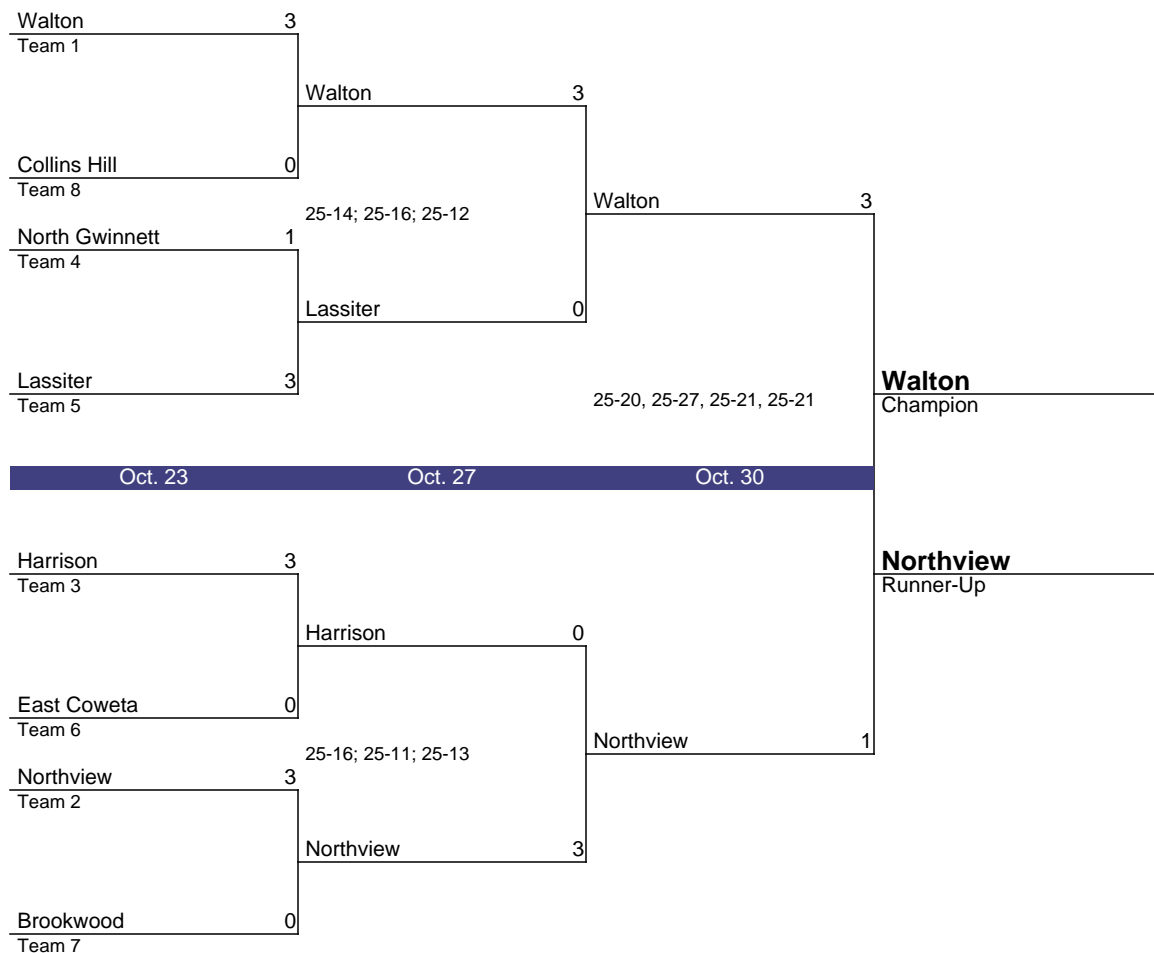 Walton 3
Team 1
Walton 3
Collins Hill 0
Team 8
Walton 3
25-14; 25-16; 25-12
North Gwinnett 1
Team 4
Lassiter 0
Lassiter 3
Team 5
Walton
25-20, 25-27, 25-21, 25-21
Champion
Oct. 23 Oct. 27 Oct. 30
Harrison 3
Team 3
Northview
Runner-Up
Harrison 0
East Coweta 0
Team 6
Northview 1
25-16; 25-11; 25-13
Northview 3
Team 2
Northview 3
Brookwood 0
Team 7